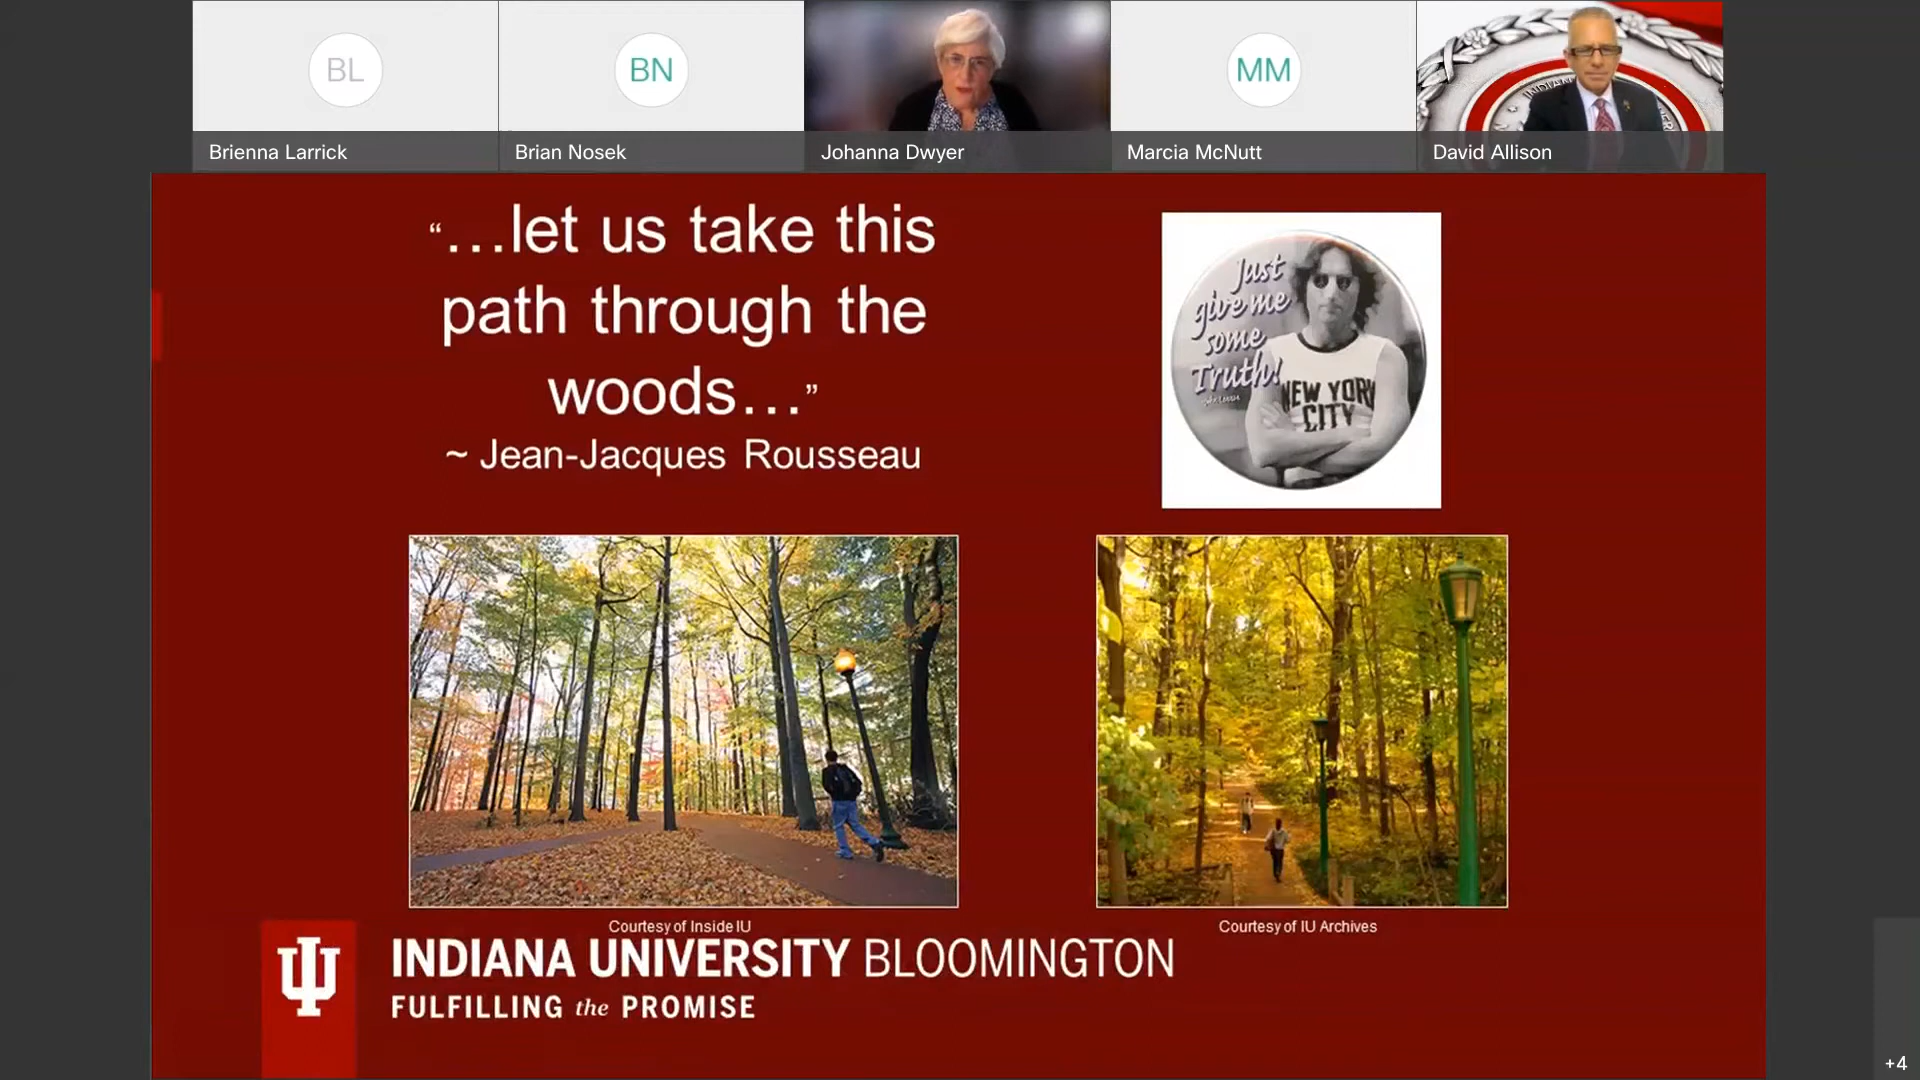 BL
BN
MM
Brienna Larrick
Brian Nosek
Johanna Dwyer
Marcia McNutt
David Allison
“…let us take this
path through the
woods…”
~ Jean-Jacques Rousseau
Just
give me
some
Truth!
NEW YORK
CITY
Courtesy of Inside IU
Courtesy of IU Archives
INDIANA UNIVERSITY BLOOMINGTON
FULFILLING the PROMISE
+4